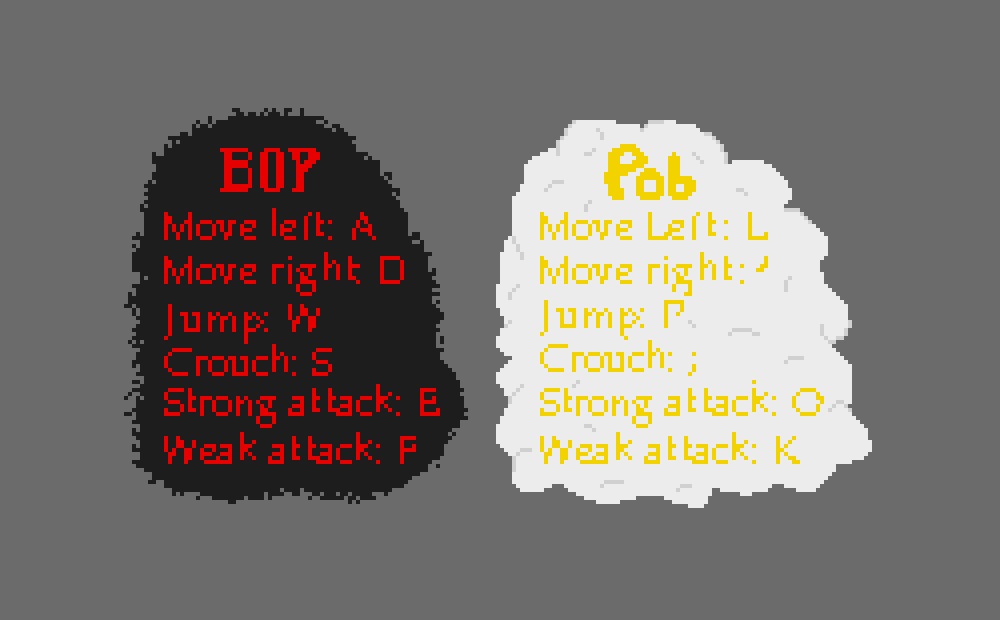 BOP
Move left: A
Move right: D
Jump: W
Crouch: S
Strong attack: E
Weak attack: F
Pob
Move Left: L
Move right: '
Jump: P
Crouch: ;
Strong attack: O
Weak attack: K